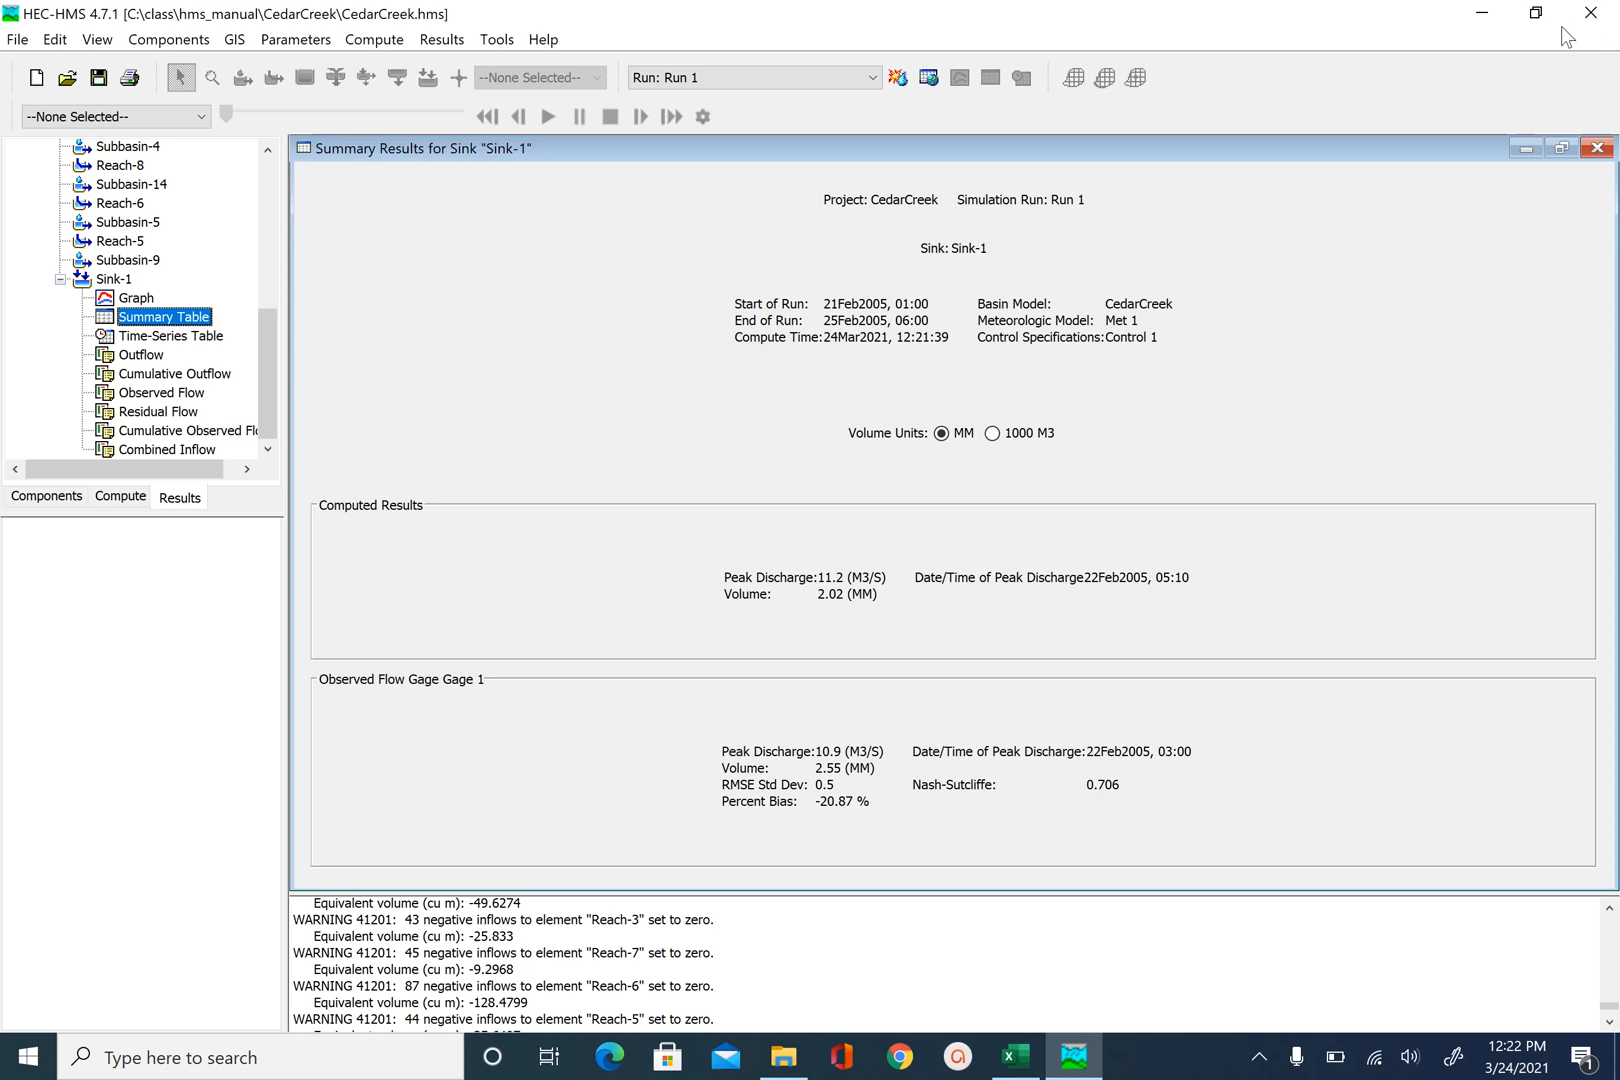 HEC-HMS 4.7.1 [C:\class\hms_manual\CedarCreek\CedarCreek.hms]
File Edit View Components GIS Parameters Compute Results Tools Help
--None Selected-- Run: Run 1
--None Selected--
Subbasin-4
Reach-8
Subbasin-14
Reach-6
Subbasin-5
Reach-5
Subbasin-9
Sink-1
Graph
Summary Table
Time-Series Table
Outflow
Cumulative Outflow
Observed Flow
Residual Flow
Cumulative Observed Flo
Combined Inflow
Components Compute Results
Summary Results for Sink "Sink-1"
Project: CedarCreek Simulation Run: Run 1
Sink: Sink-1
Start of Run: 21Feb2005, 01:00 Basin Model: CedarCreek
End of Run: 25Feb2005, 06:00 Meteorologic Model: Met 1
Compute Time:24Mar2021, 12:21:39 Control Specifications:Control 1
Volume Units: MM 1000 M3
Computed Results
Peak Discharge:11.2 (M3/S) Date/Time of Peak Discharge22Feb2005, 05:10
Volume: 2.02 (MM)
Observed Flow Gage Gage 1
Peak Discharge:10.9 (M3/S) Date/Time of Peak Discharge:22Feb2005, 03:00
Volume: 2.55 (MM)
RMSE Std Dev: 0.5 Nash-Sutcliffe: 0.706
Percent Bias: -20.87 %
Equivalent volume (cu m): -49.6274
WARNING 41201: 43 negative inflows to element "Reach-3" set to zero.
Equivalent volume (cu m): -25.833
WARNING 41201: 45 negative inflows to element "Reach-7" set to zero.
Equivalent volume (cu m): -9.2968
WARNING 41201: 87 negative inflows to element "Reach-6" set to zero.
Equivalent volume (cu m): -128.4799
WARNING 41201: 44 negative inflows to element "Reach-5" set to zero.
Type here to search
12:22 PM
3/24/2021
1